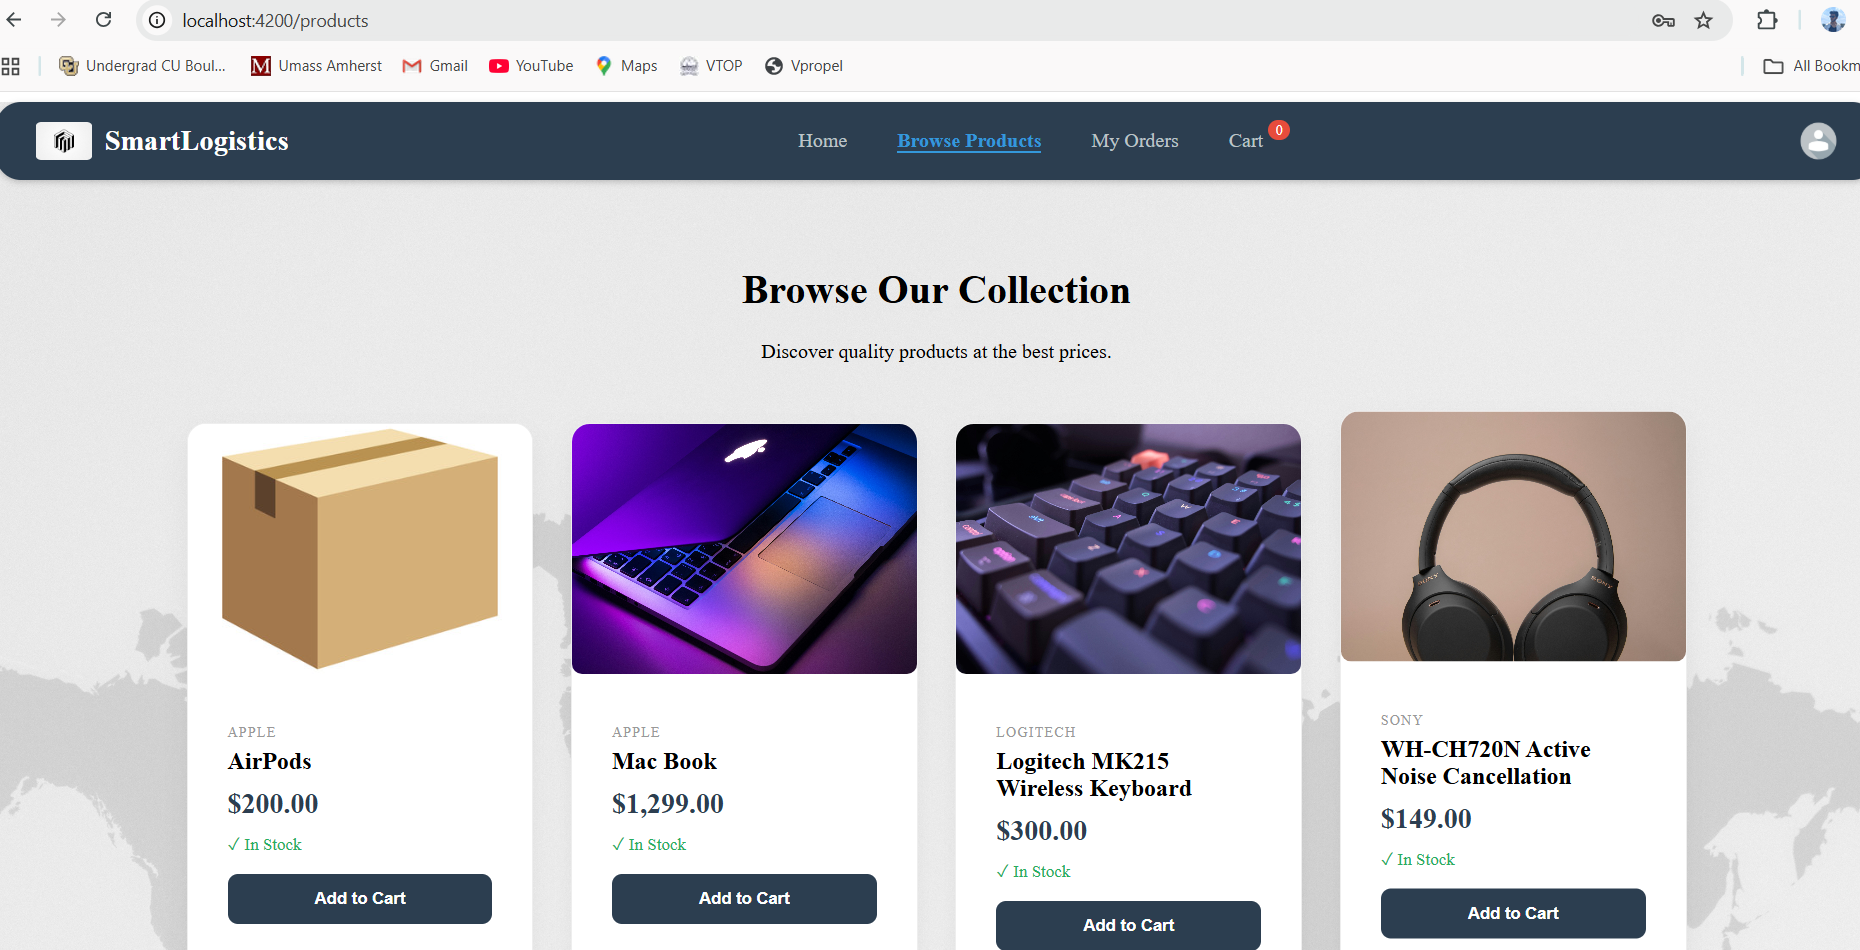 localhost:4200/products
Undergrad CU Boul...
Umass Amherst
Gmail
YouTube
Maps
VTOP
Vpropel
All Bookm
SmartLogistics
Home
Browse Products
My Orders
Cart
0
Browse Our Collection
Discover quality products at the best prices.
APPLE
AirPods
$200.00
✓ In Stock
Add to Cart
APPLE
Mac Book
$1,299.00
✓ In Stock
Add to Cart
LOGITECH
Logitech MK215
Wireless Keyboard
$300.00
✓ In Stock
Add to Cart
SONY
SONY
SONY
WH-CH720N Active
Noise Cancellation
$149.00
✓ In Stock
Add to Cart